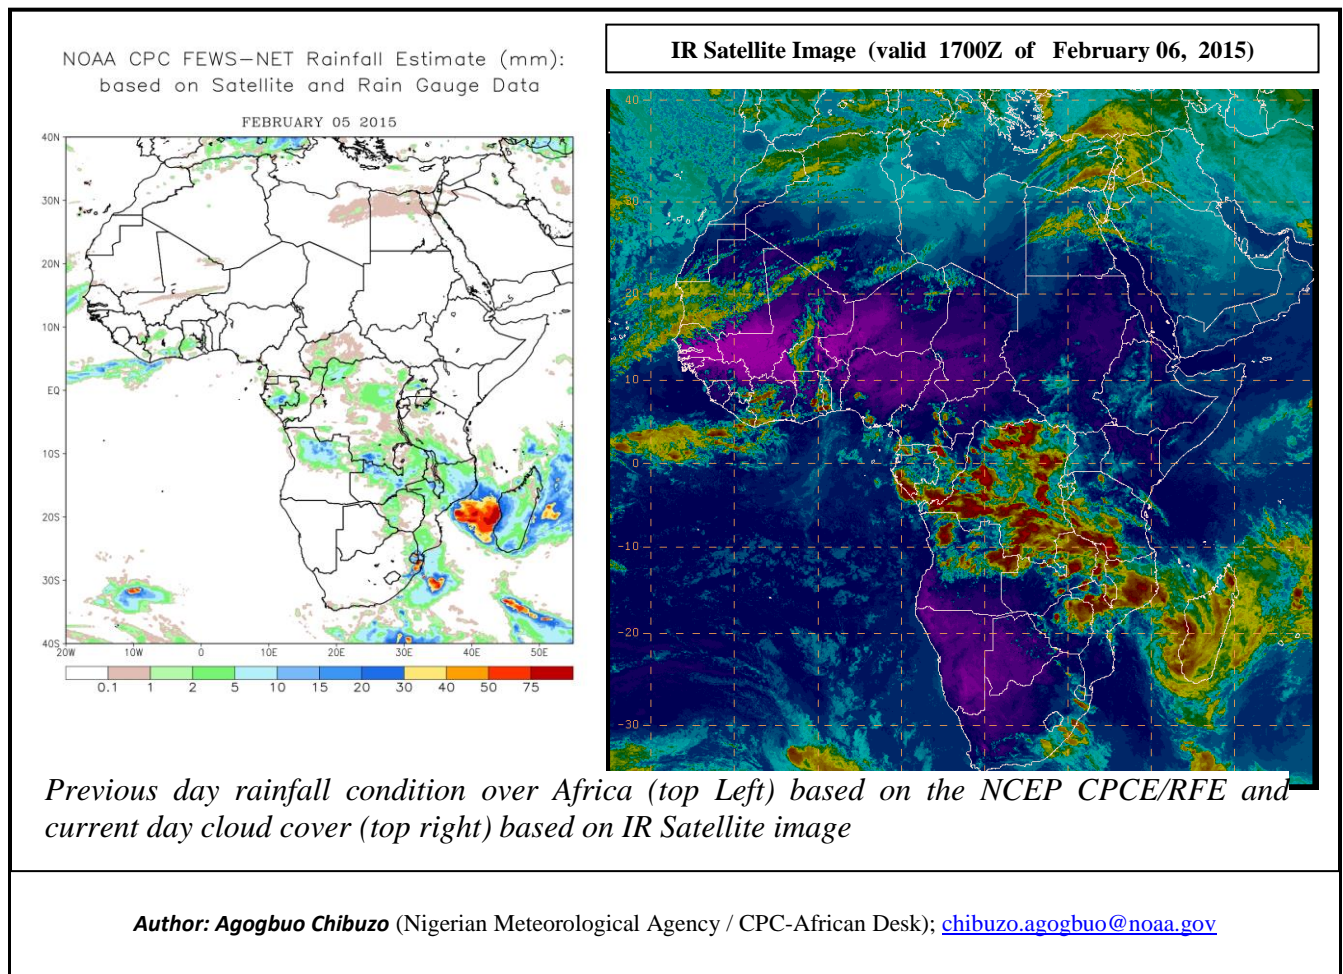 NOAA CPC FEWS-NET Rainfall Estimate (mm):
based on Satellite and Rain Gauge Data
FEBRUARY 05 2015
40N
30N
20N
10N
EQ
10S
20S
30S
40S
20W 10W 0 10E 20E 30E 40E 50E
0.1 1 2 5 10 15 20 30 40 50 75
IR Satellite Image (valid 1700Z of February 06, 2015)
40
20
10
0
-10
-20
-30
Previous day rainfall condition over Africa (top Left) based on the NCEP CPCE/RFE and
current day cloud cover (top right) based on IR Satellite image
Author: Agogbuo Chibuzo (Nigerian Meteorological Agency / CPC-African Desk); chibuzo.agogbuo@noaa.gov